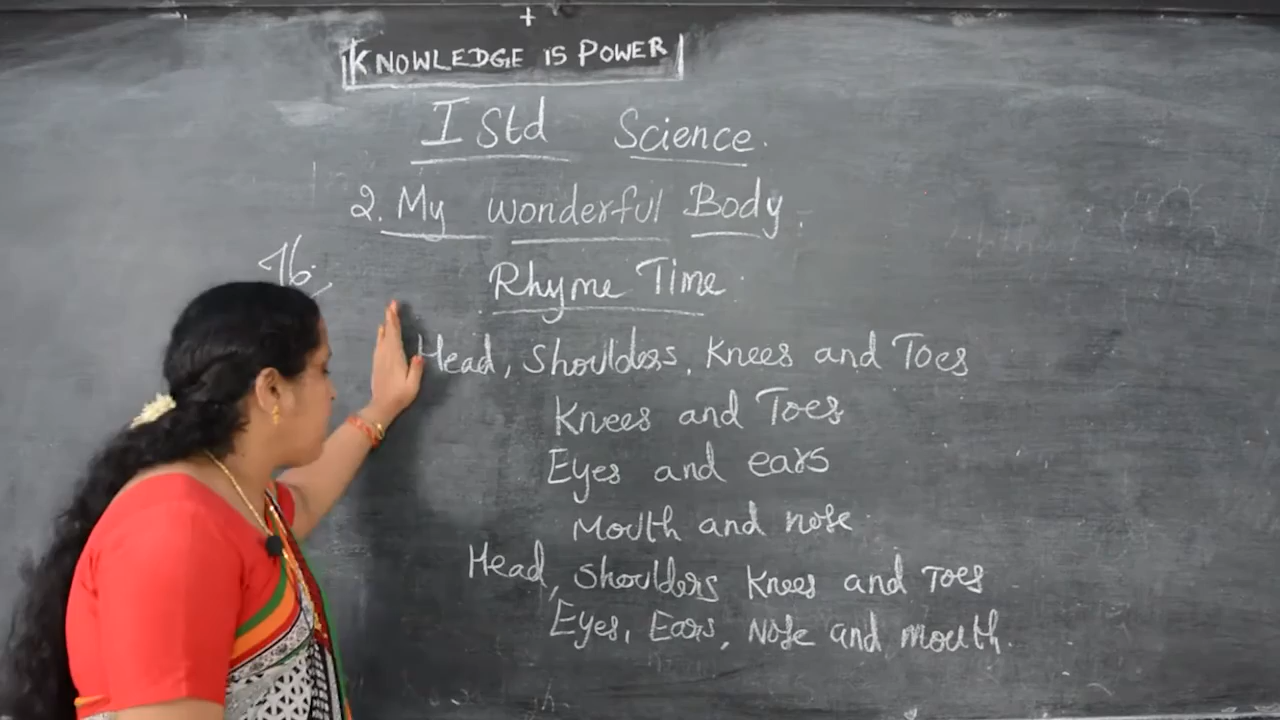 KNOWLEDGE IS POWER
I Std Science.
2. My wonderful Body.
76.
Rhyme Time
Head, Shoulders, Knees and Toes
Knees and Toes
Eyes and ears
Mouth and nose
Head, Shoulders Knees and Toes
Eyes, Ears, Nose and mouth.